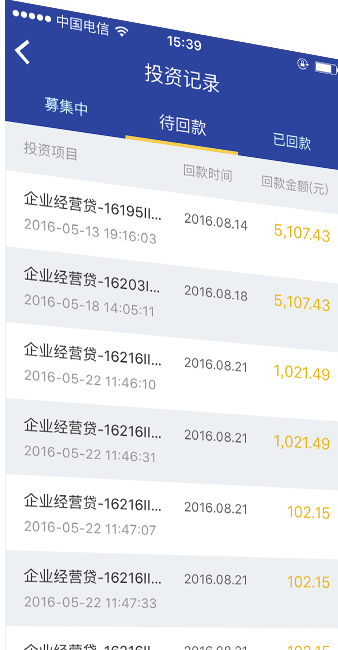 中国电信 15:39
投资记录
募集中 待回款 已回款
投资项目 回款时间 回款金额(元)
企业经营贷-16195II... 2016.08.14 5,107.43
2016-05-13 19:16:03
企业经营贷-16203I... 2016.08.18 5,107.43
2016-05-18 14:05:11
企业经营贷-16216II... 2016.08.21 1,021.49
2016-05-22 11:46:10
企业经营贷-16216II... 2016.08.21 1,021.49
2016-05-22 11:46:31
企业经营贷-16216II... 2016.08.21 102.15
2016-05-22 11:47:07
企业经营贷-16216II... 2016.08.21 102.15
2016-05-22 11:47:33
企业经营贷-16216II... 2016.08.21 102.15